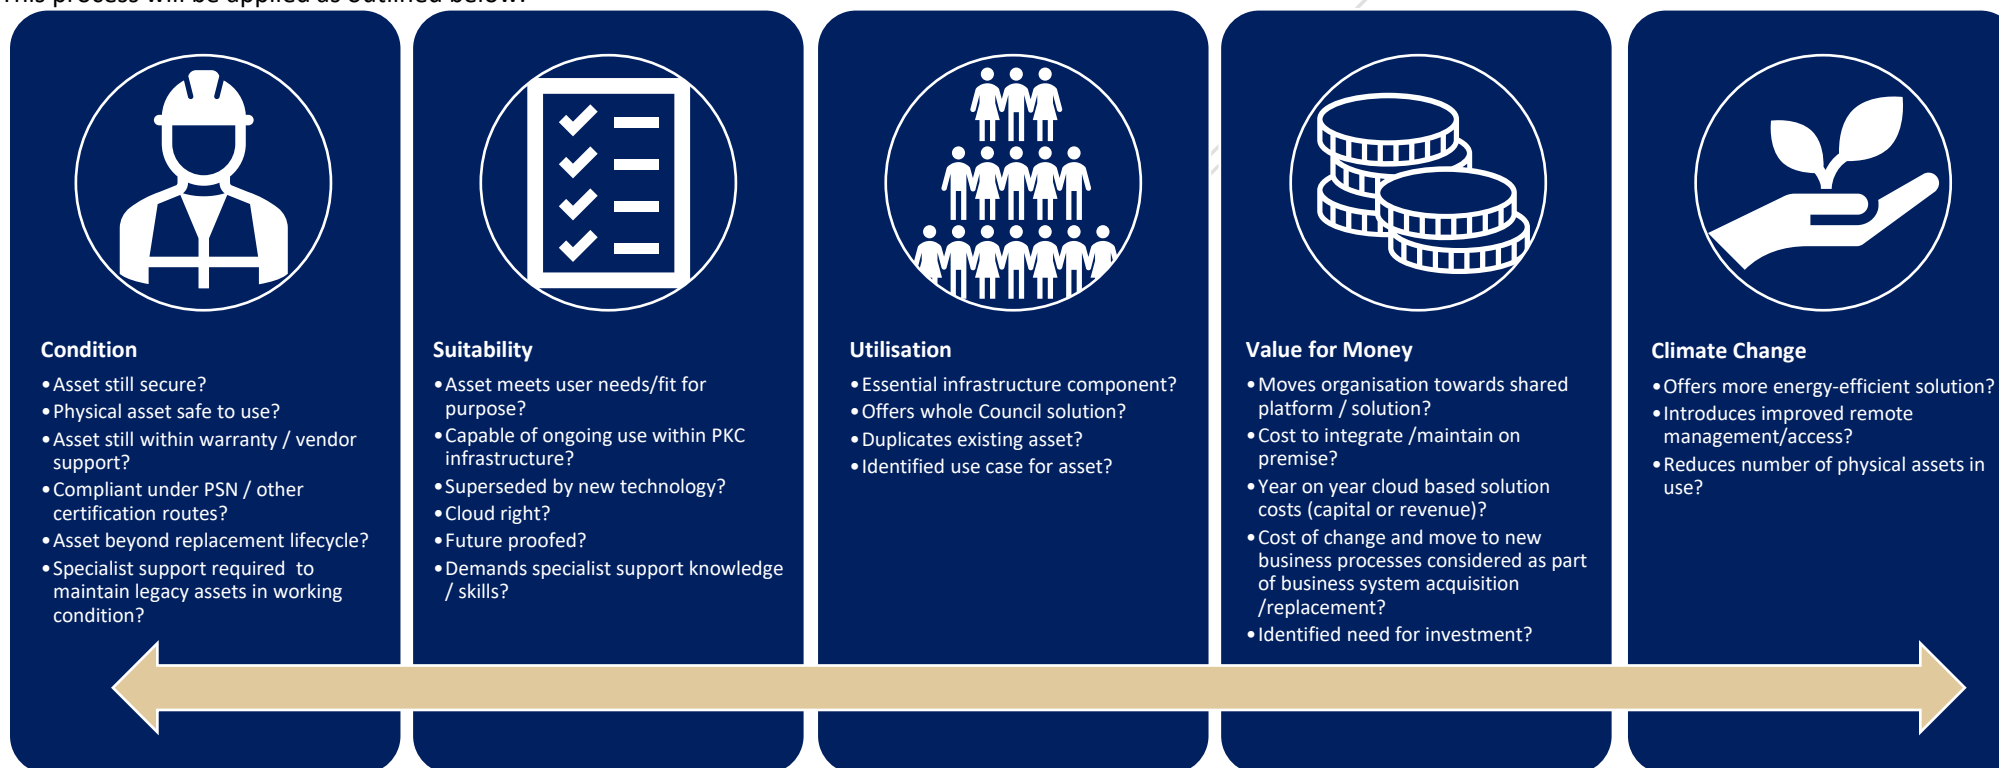 This process will be applied as outlined below:
Condition
•Asset still secure?
•Physical asset safe to use?
•Asset still within warranty / vendor
support?
•Compliant under PSN / other
certification routes?
•Asset beyond replacement lifecycle?
•Specialist support required  to
maintain legacy assets in working
condition?
Suitability
•Asset meets user needs/fit for
purpose?
•Capable of ongoing use within PKC
infrastructure?
•Superseded by new technology?
•Cloud right?
•Future proofed?
•Demands specialist support knowledge
/ skills?
Utilisation
•Essential infrastructure component?
•Offers whole Council solution?
•Duplicates existing asset?
•Identified use case for asset?
Value for Money
•Moves organisation towards shared
platform / solution?
•Cost to integrate /maintain on
premise?
•Year on year cloud based solution
costs (capital or revenue)?
•Cost of change and move to new
business processes considered as part
of business system acquisition
/replacement?
•Identified need for investment?
Climate Change
•Offers more energy-efficient solution?
•Introduces improved remote
management/access?
•Reduces number of physical assets in
use?